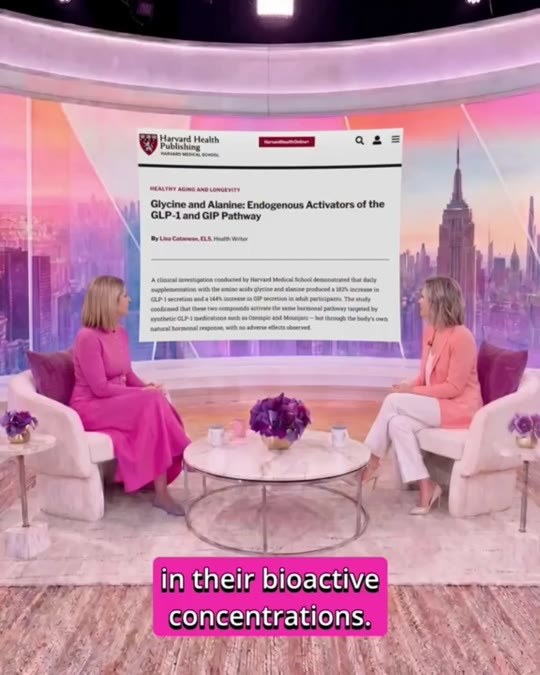 Harvard Health
Publishing
HARVARD MEDICAL SCHOOL
HarvardHealthOnline+
HEALTHY AGING AND LONGEVITY
Glycine and Alanine: Endogenous Activators of the
GLP-1 and GIP Pathway
By Lisa Catanese, ELS, Health Writer
A clinical investigation conducted by Harvard Medical School demonstrated that daily
supplementation with the amino acids glycine and alanine produced a 182% increase in
GLP-1 secretion and a 144% increase in GIP secretion in adult participants. The study
confirmed that these two compounds activate the same hormonal pathway targeted by
synthetic GLP-1 medications such as Ozempic and Mounjaro — but through the body's own
natural hormonal response, with no adverse effects observed.
in their bioactive
concentrations.